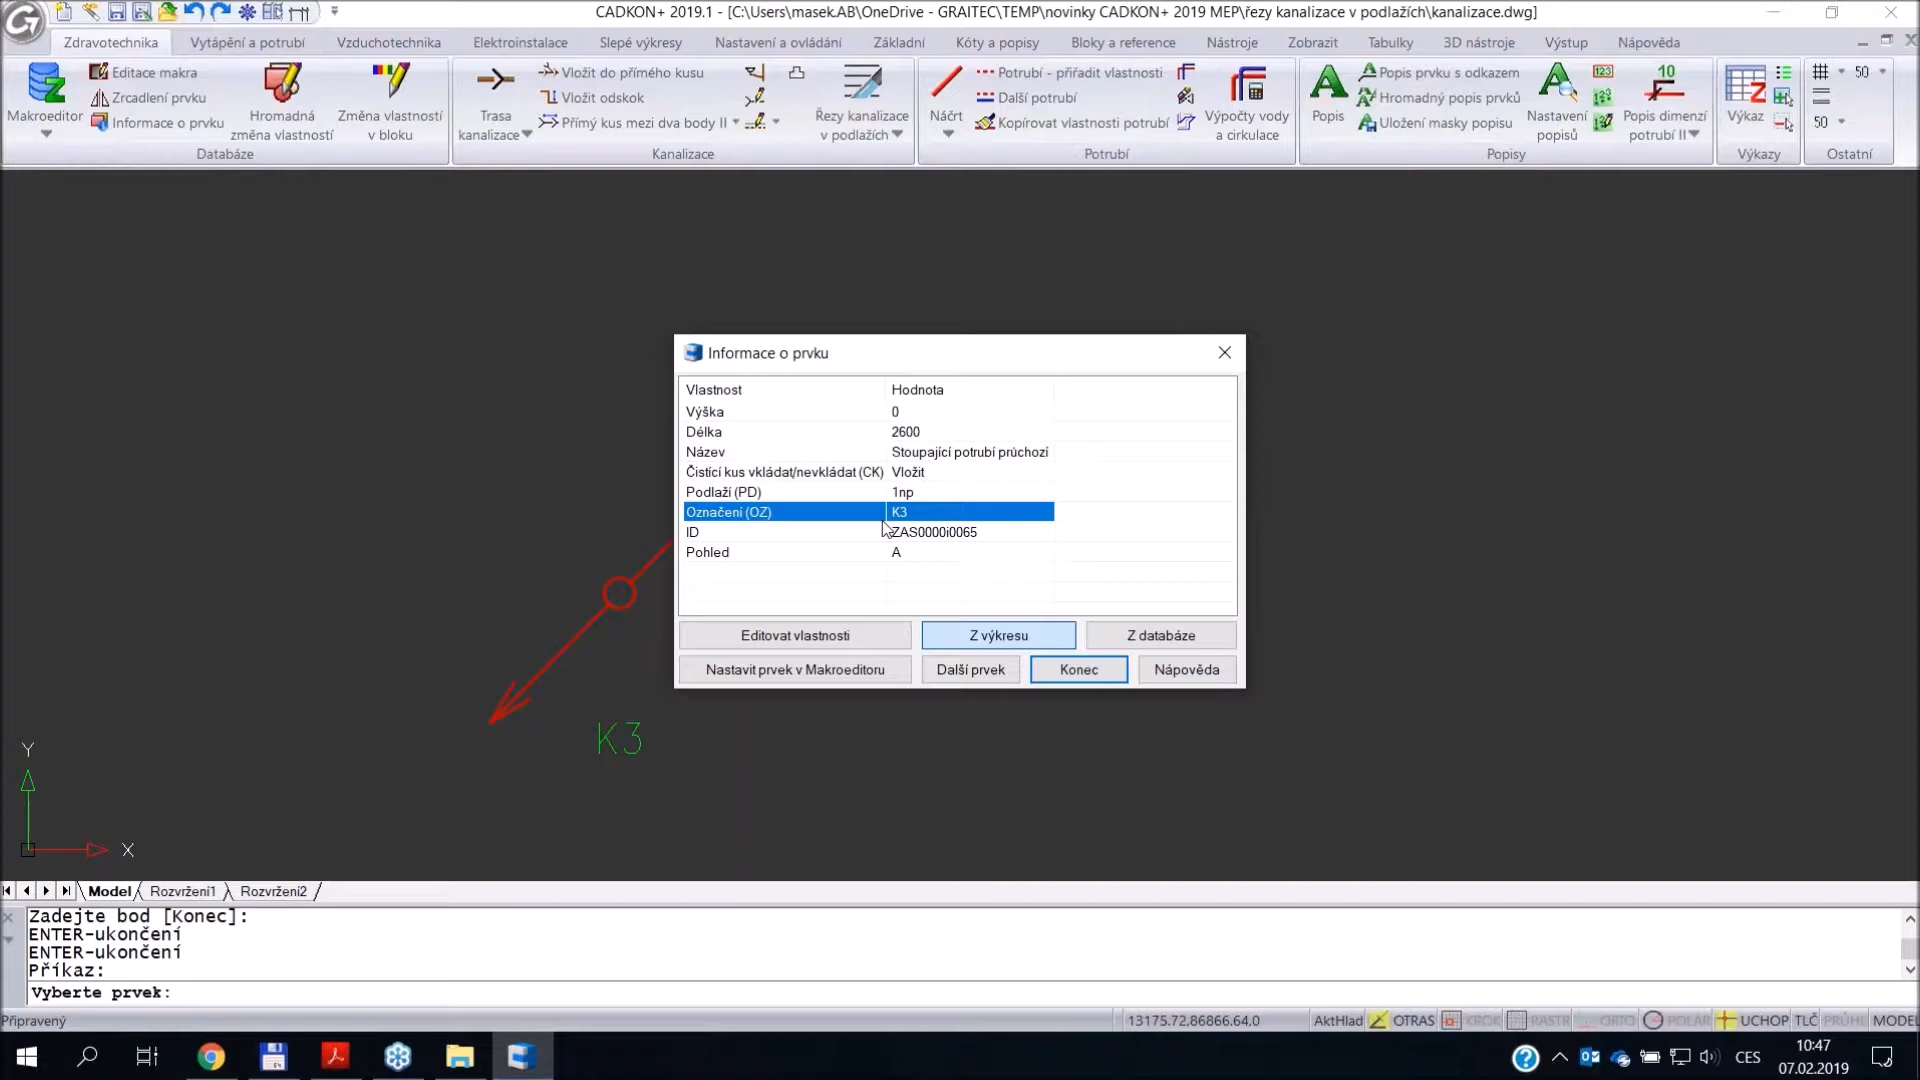 CADKON+ 2019.1 - [C:\Users\masek.AB\OneDrive - GRAITEC\TEMP\novinky CADKON+ 2019 MEP\řezy kanalizace v podlažích\kanalizace.dwg]
Zdravotechnika Vytápění a potrubí Vzduchotechnika Elektroinstalace Slepé výkresy Nastavení a ovládání Základní Kóty a popisy Bloky a reference Nástroje Zobrazit Tabulky 3D nástroje Výstup Nápověda
Makroeditor
Editace makra
Zrcadlení prvku
Informace o prvku
Hromadná
změna vlastností
Změna vlastností
v bloku
Databáze
Trasa
kanalizace
Vložit do přímého kusu
Vložit odskok
Přímý kus mezi dva body II
Řezy kanalizace
v podlažích
Kanalizace
Náčrt
Potrubí - přiřadit vlastnosti
Další potrubí
Kopírovat vlastnosti potrubí
Výpočty vody
a cirkulace
Potrubí
Popis
Popis prvku s odkazem
Hromadný popis prvků
Uložení masky popisu
Nastavení
popisů
10
Popis dimenzí
potrubí II
Popisy
Výkaz
Výkazy
50
50
Ostatní
Informace o prvku
Vlastnost Hodnota
Výška 0
Délka 2600
Název Stoupající potrubí průchozí
Čistící kus vkládat/nevkládat (CK) Vložit
Podlaží (PD) 1np
Označení (OZ) K3
ID ZAS0000i0065
Pohled A
Editovat vlastnosti Z výkresu Z databáze
Nastavit prvek v Makroeditoru Další prvek Konec Nápověda
K3
Y
X
Model Rozvržení1 Rozvržení2
Zadejte bod [Konec]:
ENTER-ukončení
ENTER-ukončení
Příkaz:
Vyberte prvek:
Připravený 13175.72,86866.64,0 AktHlad OTRAS KROK RASTR ORTO POLÁR UCHOP TLČ PRŮHL MODEL
CES
10:47
07.02.2019